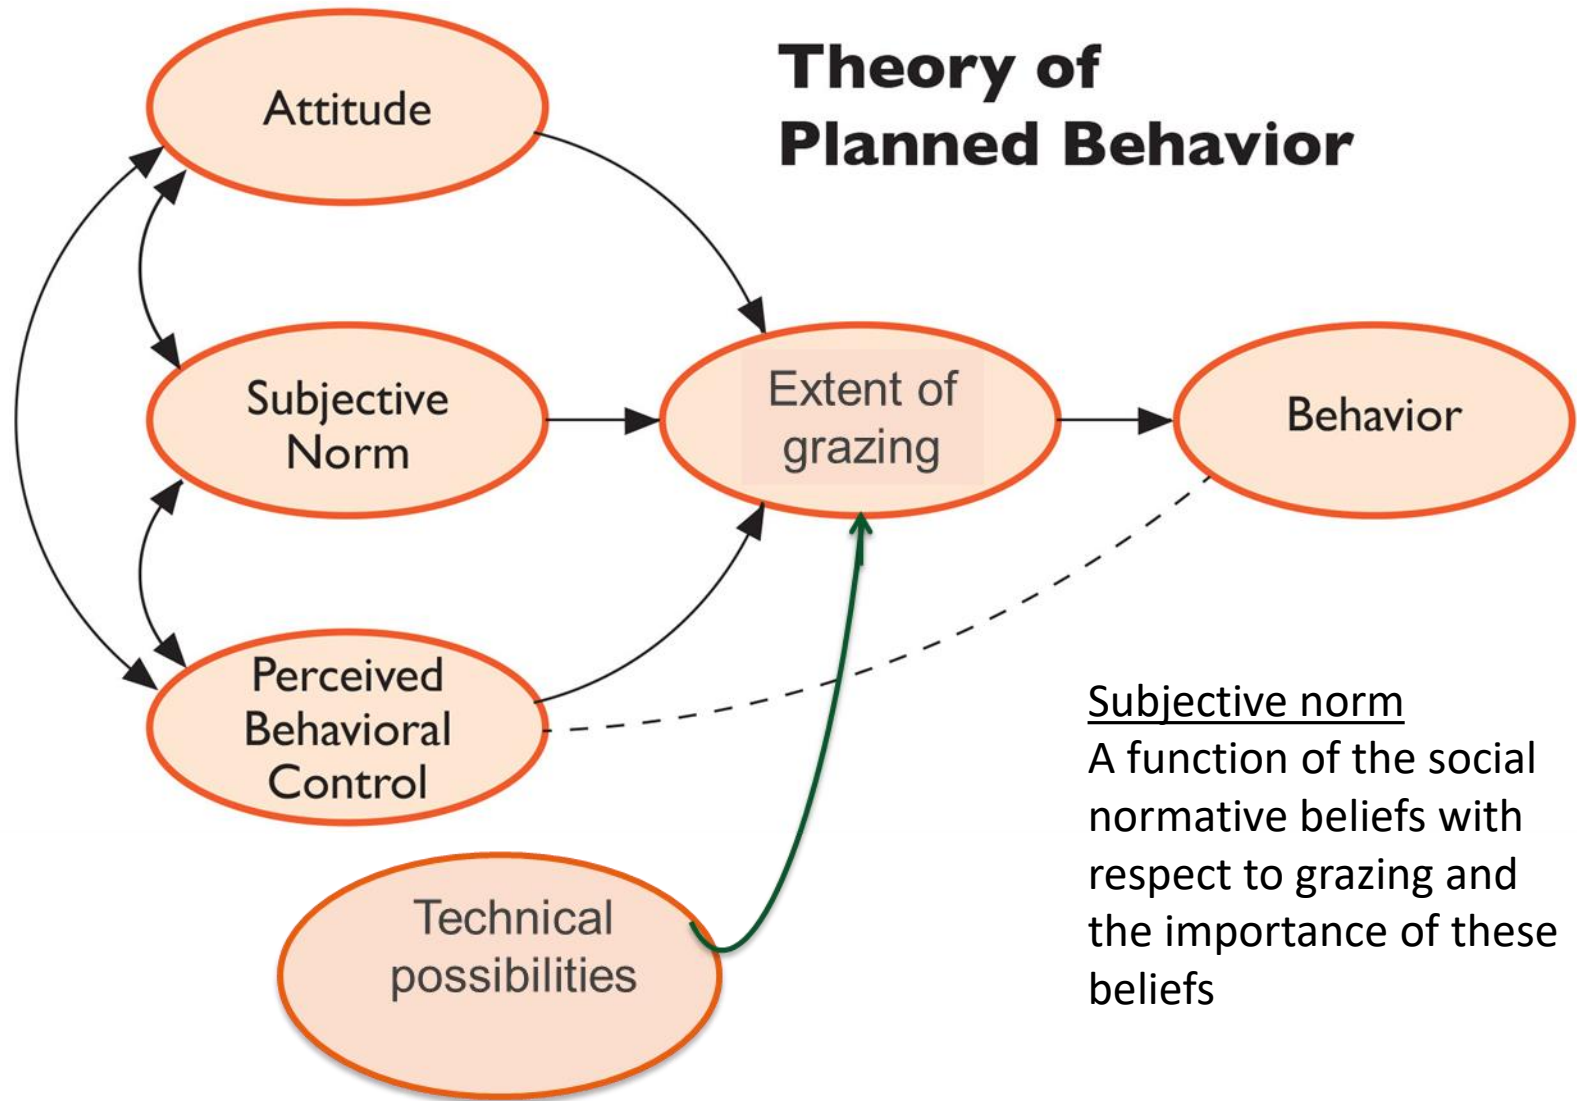 Theory of
Planned Behavior
Attitude
Subjective
Norm
Extent of
grazing
Behavior
Perceived
Behavioral
Control
Technical
possibilities
Subjective norm
A function of the social
normative beliefs with
respect to grazing and
the importance of these
beliefs